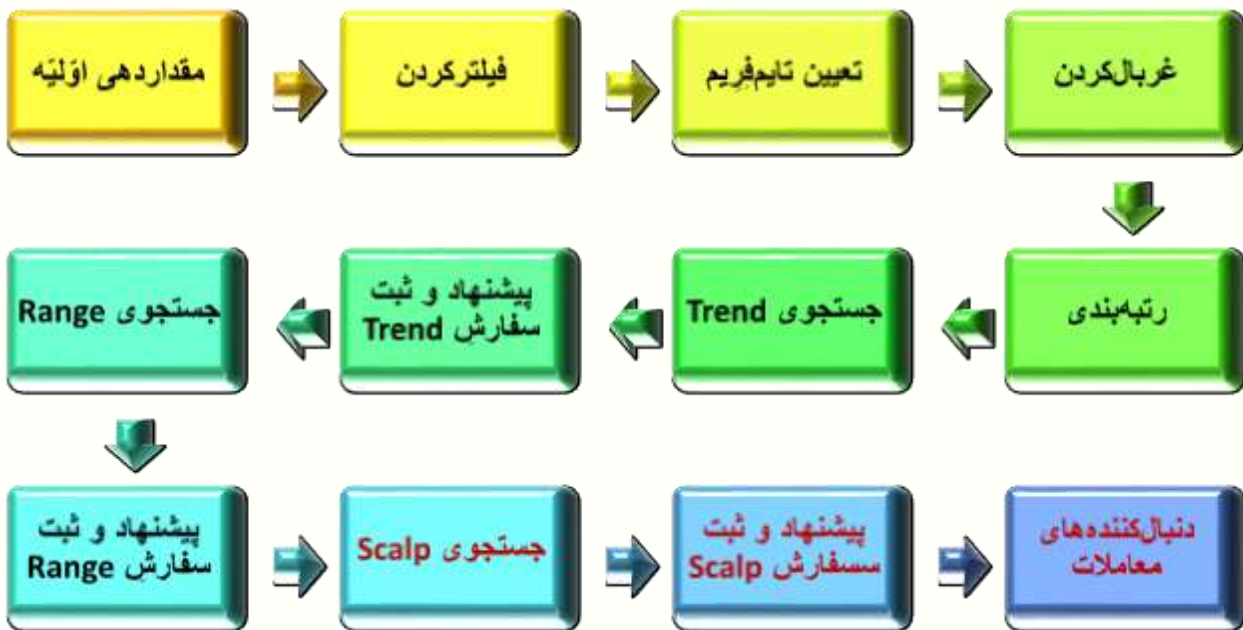 مقداردهی اوّلیّه
فیلترکردن
تعیین تایم‌فِریم
غربال‌کردن
رتبه‌بندی
جستجوی Trend
پیشنهاد و ثبت
سفارشِ Trend
جستجوی Range
پیشنهاد و ثبت
سفارشِ Range
جستجوی Scalp
پیشنهاد و ثبت
سسفارش Scalp
دنبال‌کننده‌های
معاملات